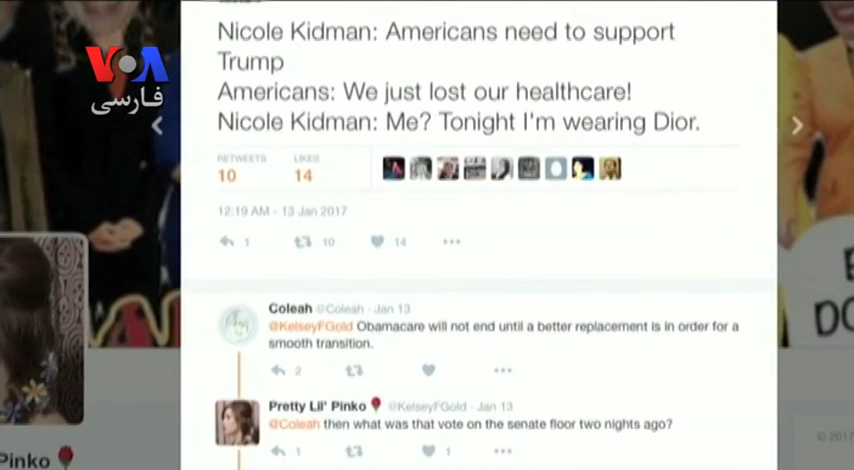 VOA
فارسی
Nicole Kidman: Americans need to support
Trump
Americans: We just lost our healthcare!
Nicole Kidman: Me? Tonight I'm wearing Dior.
RETWEETS LIKES
10 14
12:19 AM - 13 Jan 2017
1 10 14 •••
Coleah @Coleah · Jan 13
@KelseyFGold Obamacare will not end until a better replacement is in order for a
smooth transition.
2 •••
Pretty Lil' Pinko🌹 @KelseyFGold · Jan 13
@Coleah then what was that vote on the senate floor two nights ago?
1 1 •••
Pinko🌹
DO
© 2017